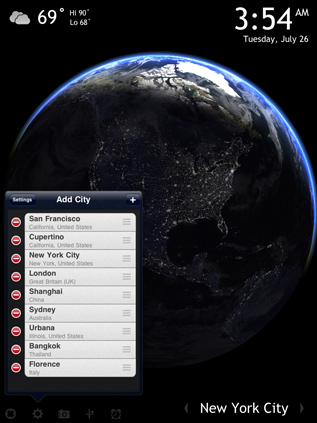 69° Hi 90°
Lo 68°
3:54 AM
Tuesday, July 26
Settings Add City +
San Francisco
California, United States
Cupertino
California, United States
New York City
New York, United States
London
Great Britain (UK)
Shanghai
China
Sydney
Australia
Urbana
Illinois, United States
Bangkok
Thailand
Florence
Italy
New York City